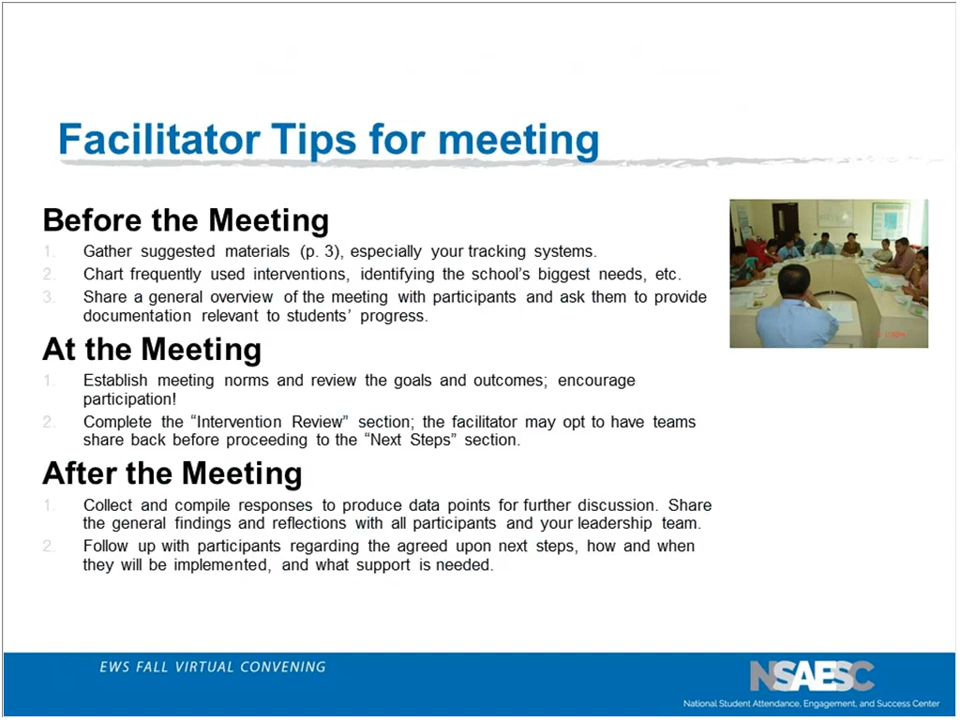 Facilitator Tips for meeting
Before the Meeting
1. Gather suggested materials (p. 3), especially your tracking systems.
2. Chart frequently used interventions, identifying the school's biggest needs, etc.
3. Share a general overview of the meeting with participants and ask them to provide
documentation relevant to students' progress.
At the Meeting
1. Establish meeting norms and review the goals and outcomes; encourage
participation!
2. Complete the “Intervention Review” section; the facilitator may opt to have teams
share back before proceeding to the “Next Steps” section.
After the Meeting
1. Collect and compile responses to produce data points for further discussion. Share
the general findings and reflections with all participants and your leadership team.
2. Follow up with participants regarding the agreed upon next steps, how and when
they will be implemented, and what support is needed.
EWS FALL VIRTUAL CONVENING
NSAESC
National Student Attendance, Engagement, and Success Center